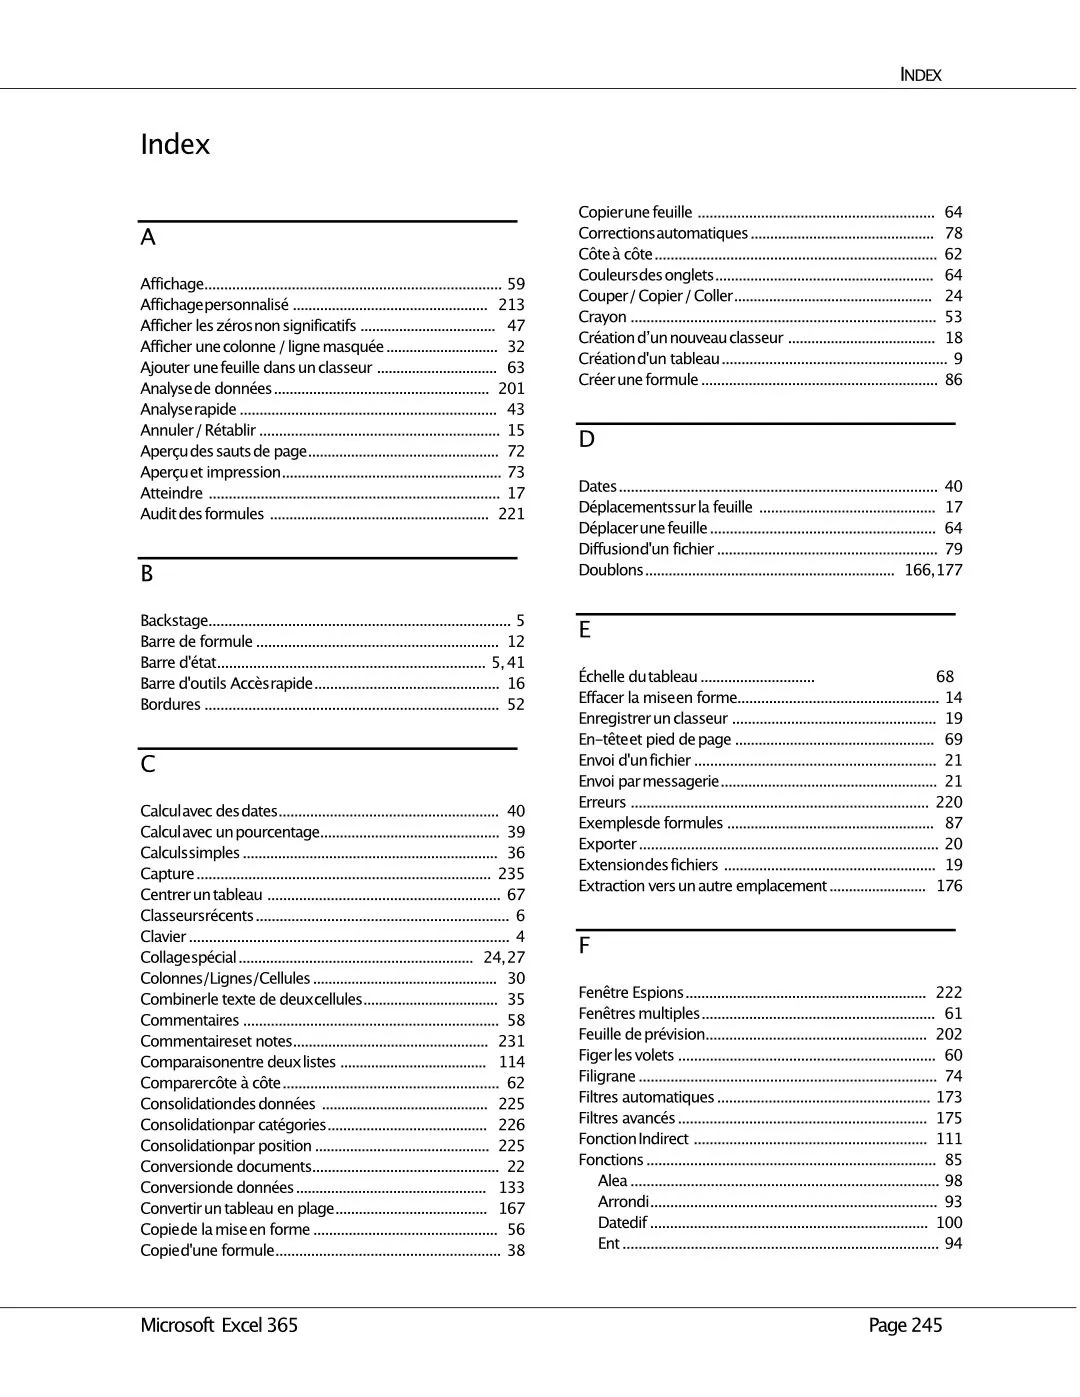 INDEX
Index
A
Affichage.......... 59
Affichage personnalisé .......... 213
Afficher les zéros non significatifs .......... 47
Afficher une colonne / ligne masquée .......... 32
Ajouter une feuille dans un classeur .......... 63
Analyse de données .......... 201
Analyse rapide .......... 43
Annuler / Rétablir .......... 15
Aperçu des sauts de page .......... 72
Aperçu et impression .......... 73
Atteindre .......... 17
Audit des formules .......... 221
B
Backstage .......... 5
Barre de formule .......... 12
Barre d'état .......... 5, 41
Barre d'outils Accès rapide .......... 16
Bordures .......... 52
C
Calcul avec des dates .......... 40
Calcul avec un pourcentage .......... 39
Calculs simples .......... 36
Capture .......... 235
Centrer un tableau .......... 67
Classeurs récents .......... 6
Clavier .......... 4
Collage spécial .......... 24, 27
Colonnes/Lignes/Cellules .......... 30
Combiner le texte de deux cellules .......... 35
Commentaires .......... 58
Commentaires et notes .......... 231
Comparaison entre deux listes .......... 114
Comparer côte à côte .......... 62
Consolidation des données .......... 225
Consolidation par catégories .......... 226
Consolidation par position .......... 225
Conversion de documents .......... 22
Conversion de données .......... 133
Convertir un tableau en plage .......... 167
Copie de la mise en forme .......... 56
Copie d'une formule .......... 38
Copier une feuille .......... 64
Corrections automatiques .......... 78
Côte à côte .......... 62
Couleurs des onglets .......... 64
Couper / Copier / Coller .......... 24
Crayon .......... 53
Création d’un nouveau classeur .......... 18
Création d'un tableau .......... 9
Créer une formule .......... 86
D
Dates .......... 40
Déplacements sur la feuille .......... 17
Déplacer une feuille .......... 64
Diffusion d'un fichier .......... 79
Doublons .......... 166, 177
E
Échelle du tableau .......... 68
Effacer la mise en forme .......... 14
Enregistrer un classeur .......... 19
En-tête et pied de page .......... 69
Envoi d'un fichier .......... 21
Envoi par messagerie .......... 21
Erreurs .......... 220
Exemples de formules .......... 87
Exporter .......... 20
Extension des fichiers .......... 19
Extraction vers un autre emplacement .......... 176
F
Fenêtre Espions .......... 222
Fenêtres multiples .......... 61
Feuille de prévision .......... 202
Figer les volets .......... 60
Filigrane .......... 74
Filtres automatiques .......... 173
Filtres avancés .......... 175
Fonction Indirect .......... 111
Fonctions .......... 85
Alea .......... 98
Arrondi .......... 93
Datedif .......... 100
Ent .......... 94
Microsoft Excel 365
Page 245